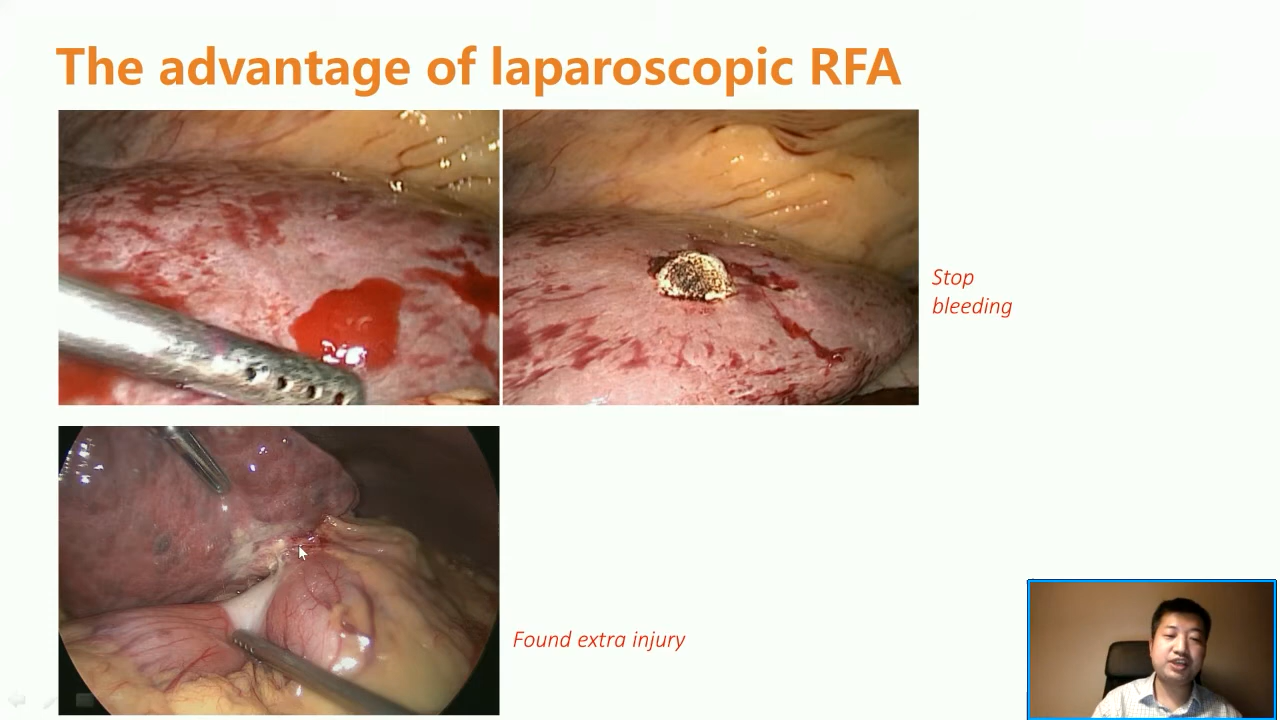 The advantage of laparoscopic RFA
Stop
bleeding
Found extra injury